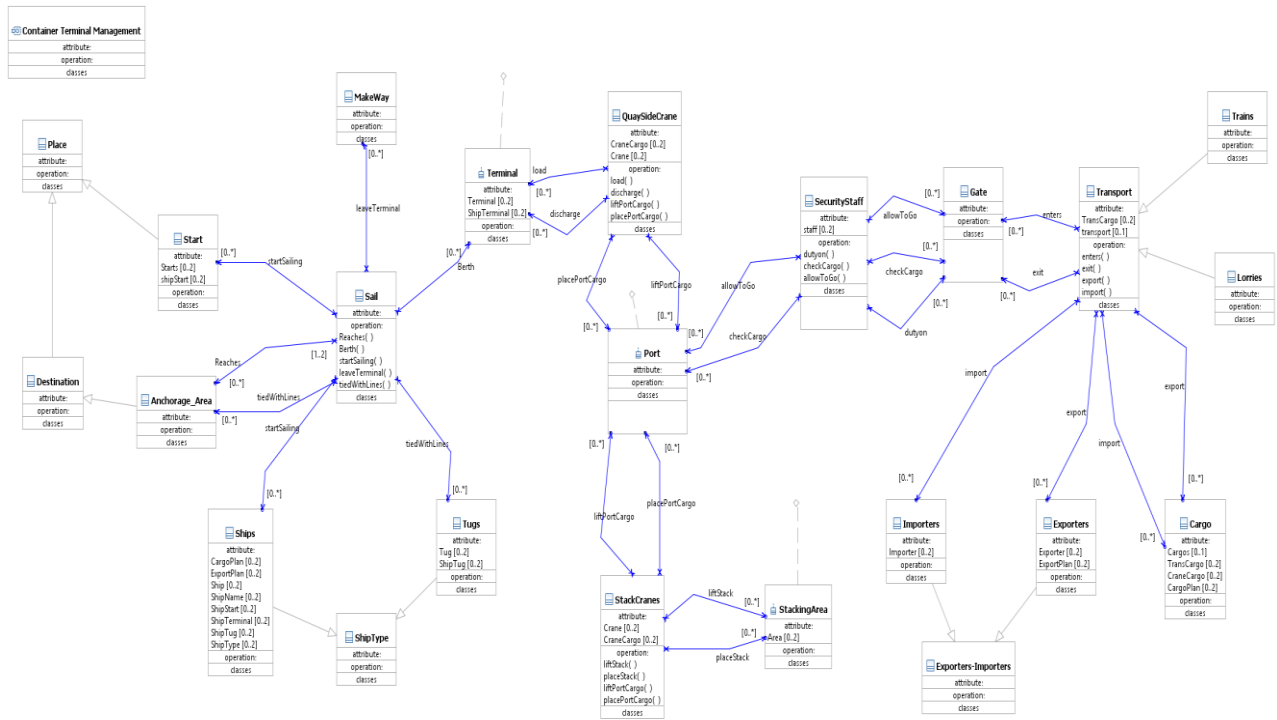 Container Terminal Management
attribute:
operation:
classes
MakeWay
attribute:
operation:
classes
[0..*]
leaveTerminal
Place
attribute:
operation:
classes
Start
attribute:
Starts [0..2]
shipStart [0..2]
operation:
classes
[0..*]
startSailing
Sail
attribute:
operation:
Reaches( )
Berth( )
startSailing( )
leaveTerminal( )
tiedWithLines( )
classes
[1..2]
Reaches
[0..*]
tiedWithLines
[0..*]
startSailing
[0..*]
tiedWithLines
[0..*]
Berth
[0..*]
Destination
attribute:
operation:
classes
Anchorage_Area
attribute:
operation:
classes
Ships
attribute:
CargoPlan [0..2]
ExportPlan [0..2]
Ship [0..2]
ShipName [0..2]
ShipStart [0..2]
ShipTerminal [0..2]
ShipTug [0..2]
ShipType [0..2]
operation:
classes
Tugs
attribute:
Tug [0..2]
ShipTug [0..2]
operation:
classes
ShipType
attribute:
operation:
classes
Terminal
attribute:
Terminal [0..2]
ShipTerminal [0..2]
operation:
classes
load
[0..*]
discharge
[0..*]
QuaySideCrane
attribute:
CraneCargo [0..2]
Crane [0..2]
operation:
load( )
discharge( )
liftPortCargo( )
placePortCargo( )
classes
placePortCargo
[0..*]
liftPortCargo
[0..*]
Port
attribute:
operation:
classes
[0..*]
allowToGo
[0..*]
checkCargo
[0..*]
liftPortCargo
[0..*]
placePortCargo
StackCranes
attribute:
Crane [0..2]
CraneCargo [0..2]
operation:
liftStack( )
placeStack( )
liftPortCargo( )
placePortCargo( )
classes
liftStack
[0..*]
[0..*]
placeStack
StackingArea
attribute:
Area [0..2]
operation:
classes
SecurityStaff
attribute:
staff [0..2]
operation:
dutyon( )
checkCargo( )
allowToGo( )
classes
[0..*]
allowToGo
[0..*]
checkCargo
[0..*]
dutyon
Gate
attribute:
operation:
classes
enters
[0..*]
exit
[0..*]
Transport
attribute:
TransCargo [0..2]
transport [0..1]
operation:
enters( )
exit( )
export( )
import( )
classes
Trains
attribute:
operation:
classes
Lorries
attribute:
operation:
classes
import
[0..*]
export
[0..*]
import
[0..*]
export
[0..*]
Importers
attribute:
Importer [0..2]
operation:
classes
Exporters
attribute:
Exporter [0..2]
ExportPlan [0..2]
operation:
classes
Cargo
attribute:
Cargos [0..1]
TransCargo [0..2]
CraneCargo [0..2]
CargoPlan [0..2]
operation:
classes
Exporters-Importers
attribute:
operation:
classes